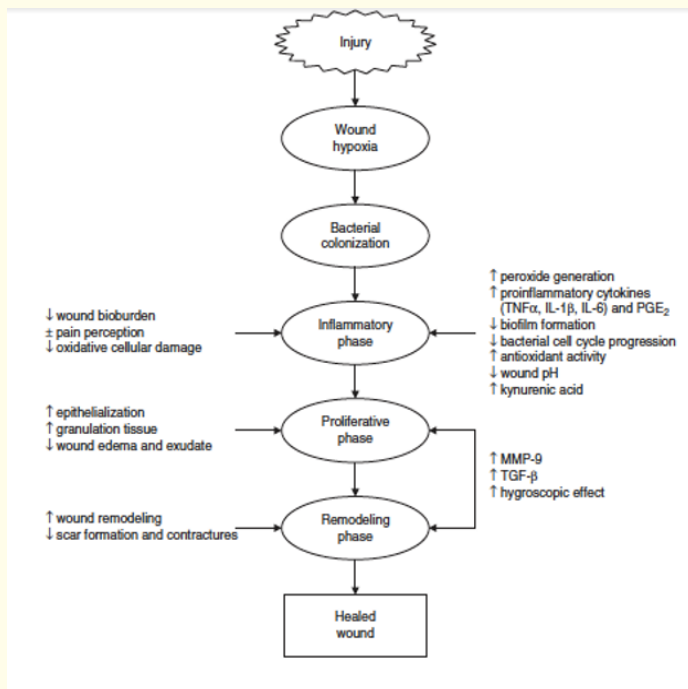 Injury
Wound
hypoxia
Bacterial
colonization
↓ wound bioburden
± pain perception
↓ oxidative cellular damage
Inflammatory
phase
↑ peroxide generation
↑ proinflammatory cytokines
(TNFα, IL-1β, IL-6) and PGE₂
↓ biofilm formation
↓ bacterial cell cycle progression
↑ antioxidant activity
↓ wound pH
↑ kynurenic acid
↑ epithelialization
↑ granulation tissue
↓ wound edema and exudate
Proliferative
phase
↑ MMP-9
↑ TGF-β
↑ hygroscopic effect
↑ wound remodeling
↓ scar formation and contractures
Remodeling
phase
Healed
wound